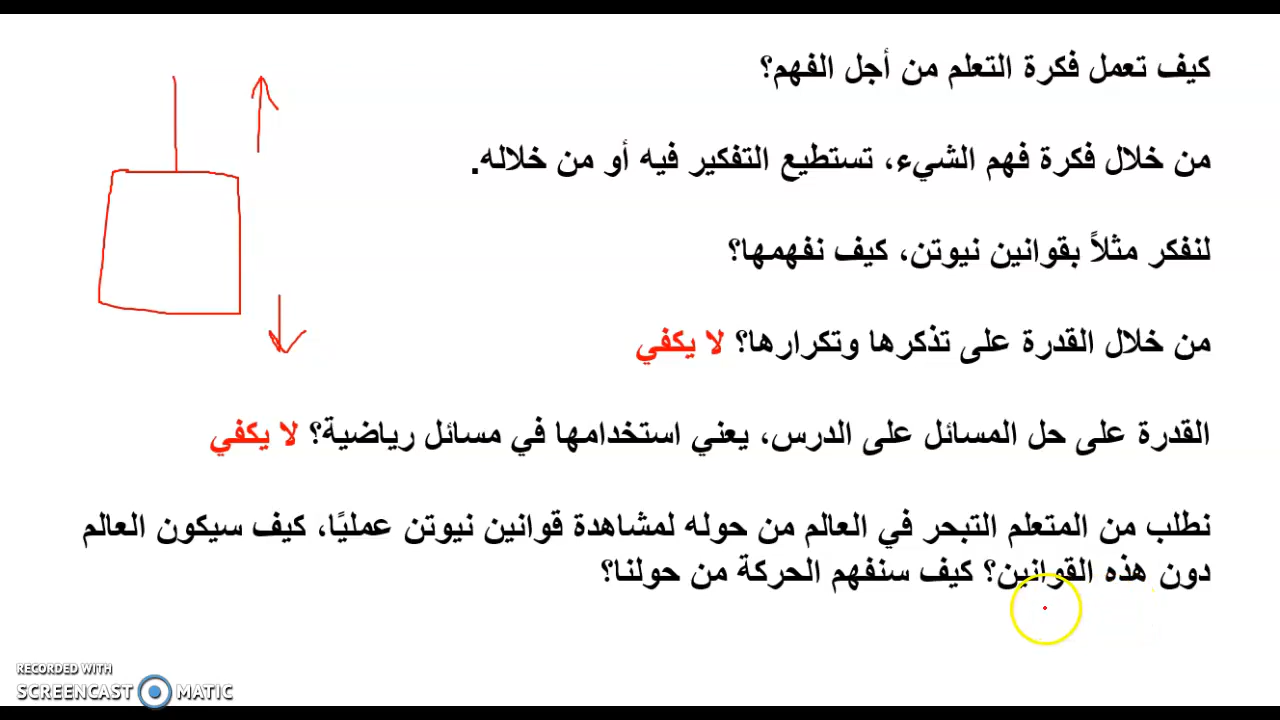 كيف تعمل فكرة التعلم من أجل الفهم؟
من خلال فكرة فهم الشيء، تستطيع التفكير فيه أو من خلاله.
لنفكر مثلاً بقوانين نيوتن، كيف نفهمها؟
من خلال القدرة على تذكرها وتكرارها؟ لا يكفي
القدرة على حل المسائل على الدرس، يعني استخدامها في مسائل رياضية؟ لا يكفي
نطلب من المتعلم التبحر في العالم من حوله لمشاهدة قوانين نيوتن عمليًا، كيف سيكون العالم
دون هذه القوانين؟ كيف سنفهم الحركة من حولنا؟
RECORDED WITH
SCREENCAST MATIC